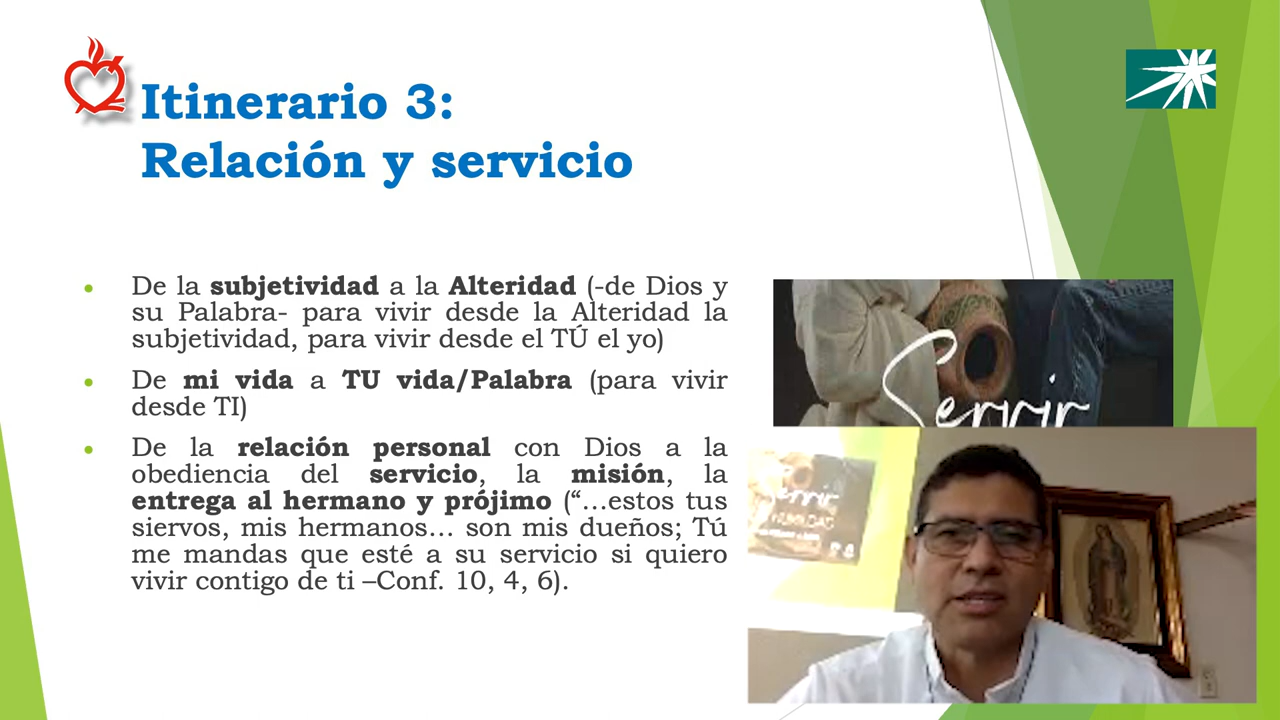 Itinerario 3:
Relación y servicio
De la subjetividad a la Alteridad (-de Dios y
su Palabra- para vivir desde la Alteridad la
subjetividad, para vivir desde el TÚ el yo)
De mi vida a TU vida/Palabra (para vivir
desde TI)
De la relación personal con Dios a la
obediencia del servicio, la misión, la
entrega al hermano y prójimo (“…estos tus
siervos, mis hermanos… son mis dueños; Tú
me mandas que esté a su servicio si quiero
vivir contigo de ti –Conf. 10, 4, 6).
Servir